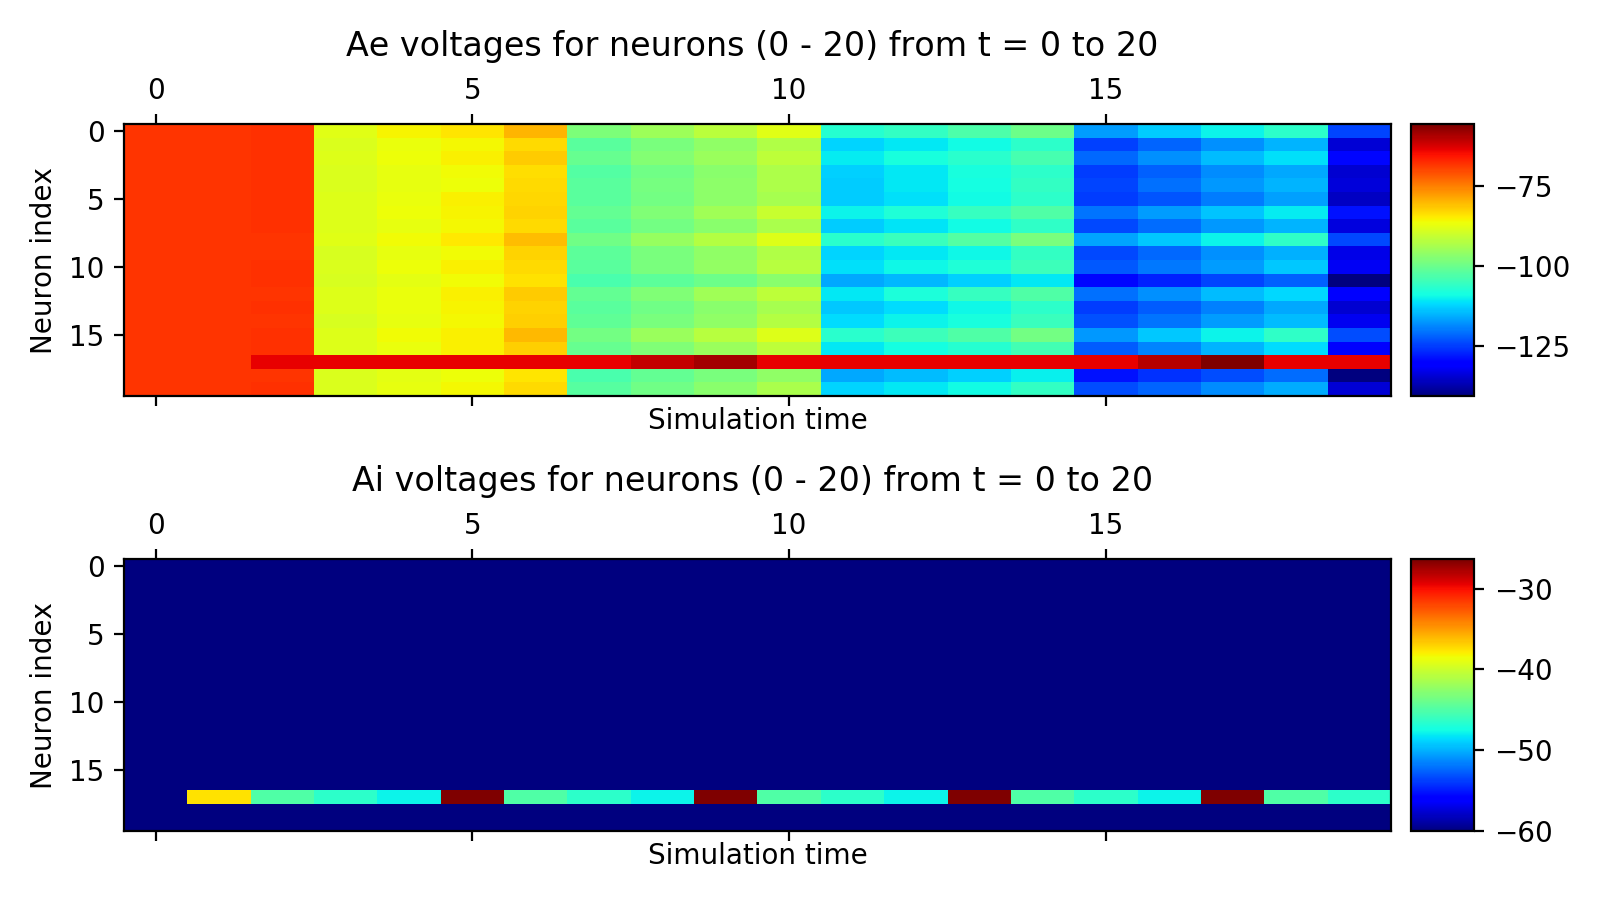 Ae voltages for neurons (0 - 20) from t = 0 to 20
0 5 10 15
Neuron index
0
5
10
15
Simulation time
−75
−100
−125
Ai voltages for neurons (0 - 20) from t = 0 to 20
0 5 10 15
Neuron index
0
5
10
15
Simulation time
−30
−40
−50
−60